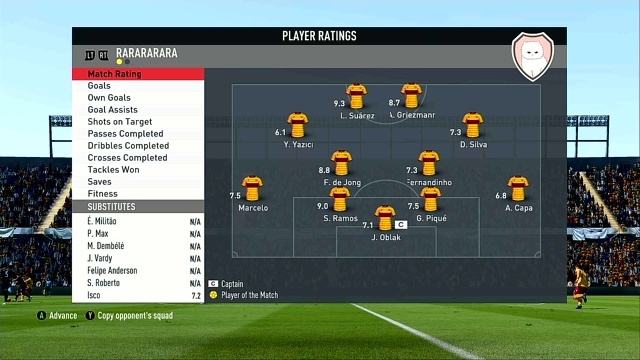 PLAYER RATINGS
LT RT RARARARARA
Match Rating
Goals
Own Goals
Goal Assists
Shots on Target
Passes Completed
Dribbles Completed
Crosses Completed
Tackles Won
Saves
Fitness
SUBSTITUTES
É. Militão N/A
P. Max N/A
M. Dembélé N/A
J. Vardy N/A
Felipe Anderson N/A
S. Roberto N/A
Isco 7.2
9.3 8.7
L. Suárez A. Griezmann
6.1 7.3
Y. Yazici D. Silva
8.8 7.3
F. de Jong Fernandinho
7.5 9.0 7.5 6.8
Marcelo S. Ramos G. Piqué A. Capa
7.1 C
J. Oblak
C Captain
Player of the Match
A Advance Y Copy opponent's squad